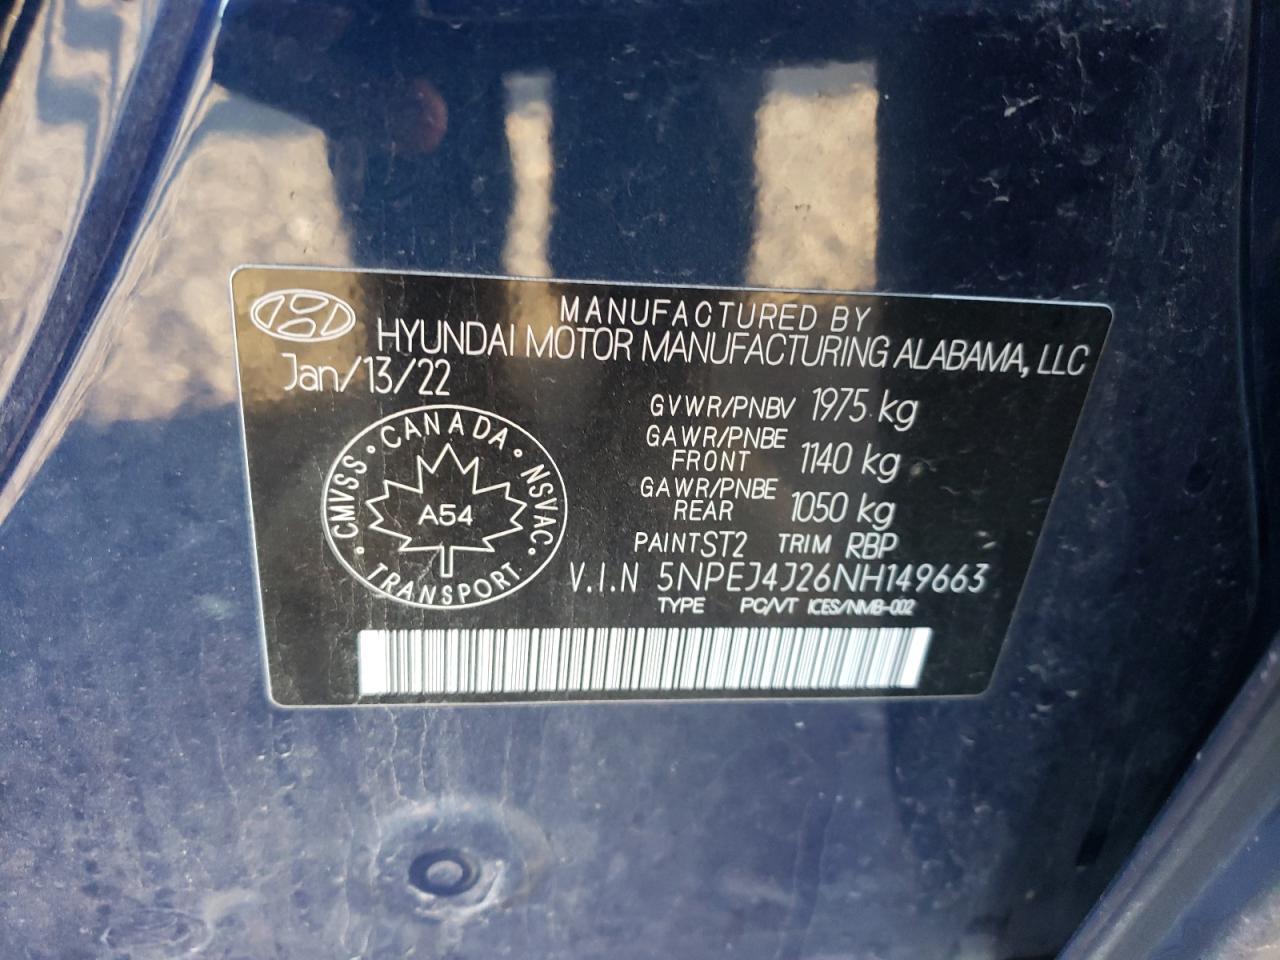 MANUFACTURED BY
HYUNDAI MOTOR MANUFACTURING ALABAMA, LLC
Jan/13/22
GVWR/PNBV 1975 kg
GAWR/PNBE FRONT 1140 kg
GAWR/PNBE REAR 1050 kg
PAINT ST2 TRIM RBP
CANADA · NSVAC · TRANSPORT · CMVSS ·
A54
V.I.N 5NPEJ4J26NH149663
TYPE PC/VT ICES/NMB-002